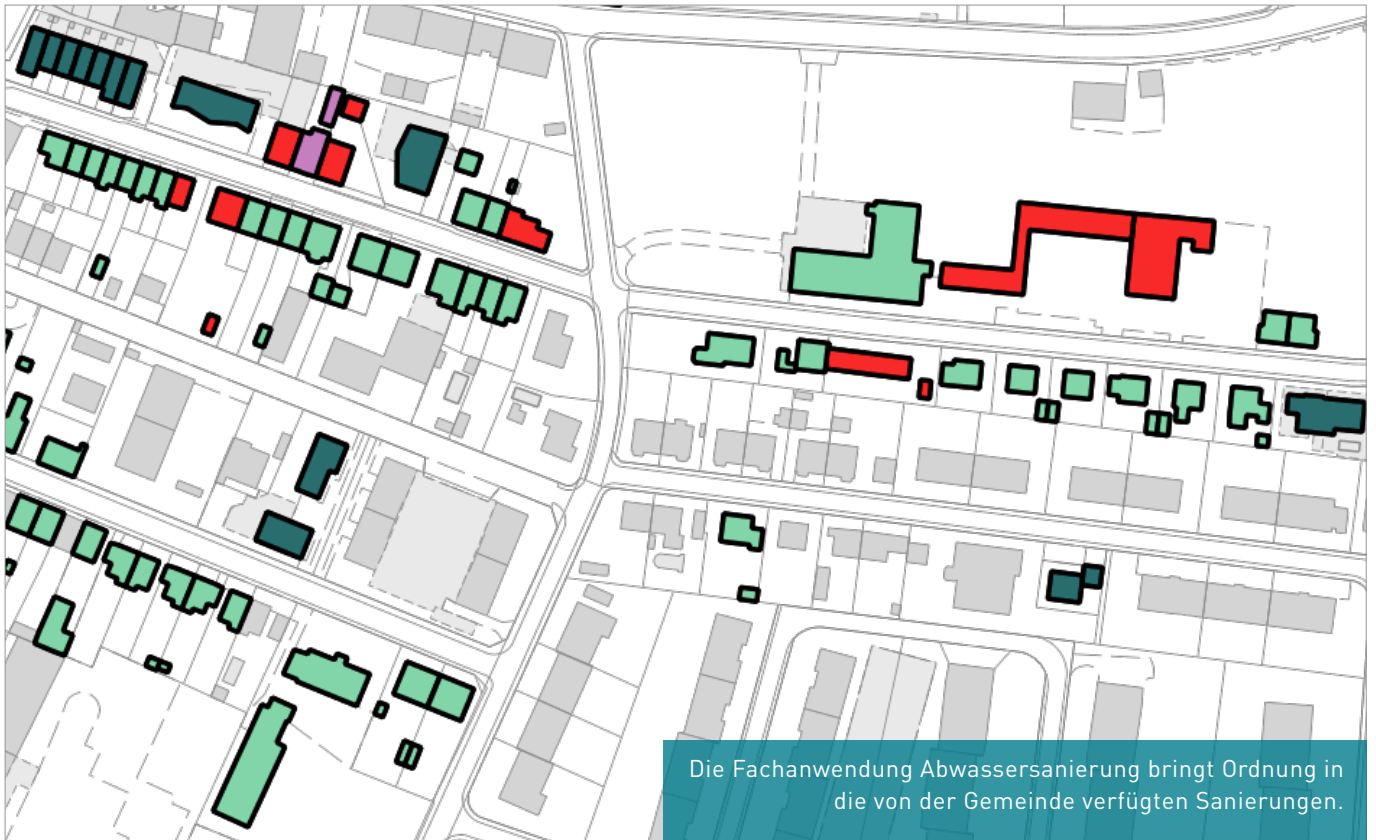 Die Fachanwendung Abwassersanierung bringt Ordnung in
die von der Gemeinde verfügten Sanierungen.